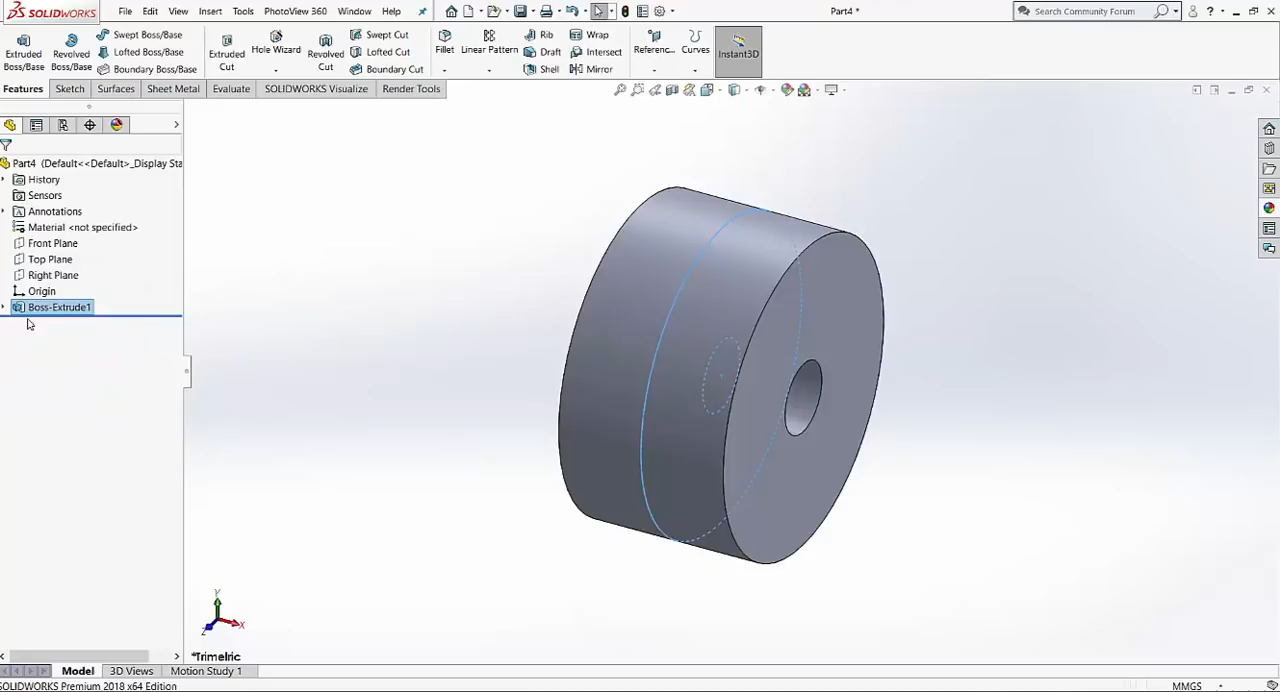 SOLIDWORKS File Edit View Insert Tools PhotoView 360 Window Help Part4 * Search Community Forum
Extruded Boss/Base
Revolved Boss/Base
Swept Boss/Base
Lofted Boss/Base
Boundary Boss/Base
Extruded Cut
Hole Wizard
Revolved Cut
Swept Cut
Lofted Cut
Boundary Cut
Fillet
Linear Pattern
Rib
Draft
Shell
Wrap
Intersect
Mirror
Referenc...
Curves
Instant3D
Features Sketch Surfaces Sheet Metal Evaluate SOLIDWORKS Visualize Render Tools
Part4 (Default<<Default>_Display Sta
History
Sensors
Annotations
Material <not specified>
Front Plane
Top Plane
Right Plane
Origin
Boss-Extrude1
Y
X
Z
*Trimetric
Model 3D Views Motion Study 1
SOLIDWORKS Premium 2018 x64 Edition MMGS